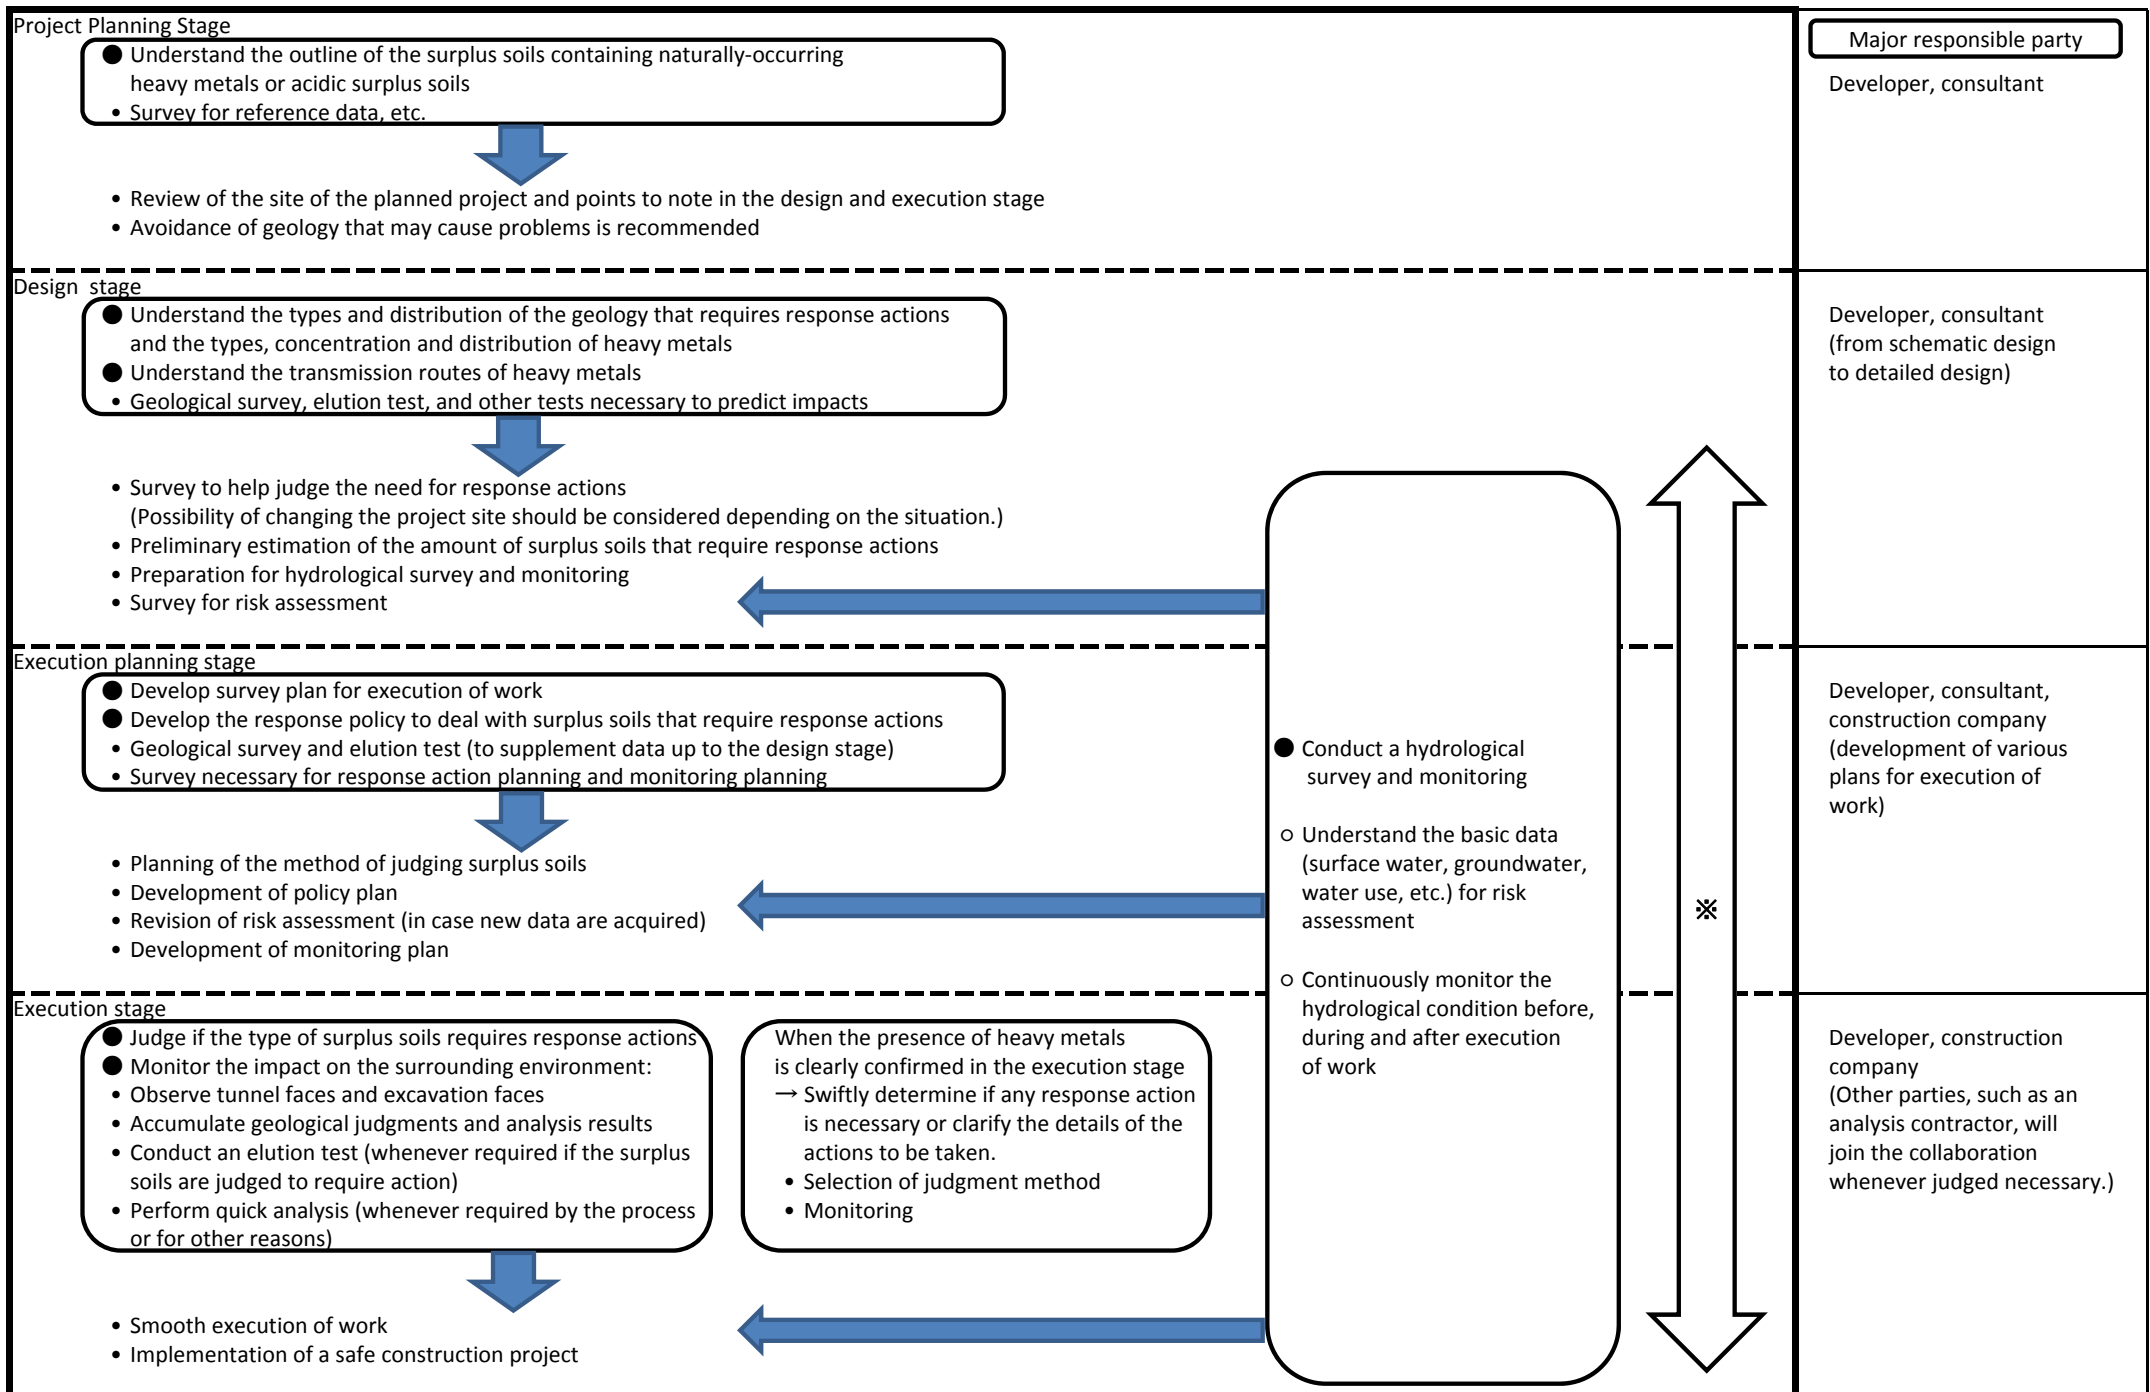 Project Planning Stage
● Understand the outline of the surplus soils containing naturally-occurring
heavy metals or acidic surplus soils
• Survey for reference data, etc.
• Review of the site of the planned project and points to note in the design and execution stage
• Avoidance of geology that may cause problems is recommended
Major responsible party
Developer, consultant
Design stage
● Understand the types and distribution of the geology that requires response actions
and the types, concentration and distribution of heavy metals
● Understand the transmission routes of heavy metals
• Geological survey, elution test, and other tests necessary to predict impacts
• Survey to help judge the need for response actions
(Possibility of changing the project site should be considered depending on the situation.)
• Preliminary estimation of the amount of surplus soils that require response actions
• Preparation for hydrological survey and monitoring
• Survey for risk assessment
Developer, consultant
(from schematic design
to detailed design)
Execution planning stage
● Develop survey plan for execution of work
● Develop the response policy to deal with surplus soils that require response actions
• Geological survey and elution test (to supplement data up to the design stage)
• Survey necessary for response action planning and monitoring planning
• Planning of the method of judging surplus soils
• Development of policy plan
• Revision of risk assessment (in case new data are acquired)
• Development of monitoring plan
● Conduct a hydrological
survey and monitoring
○ Understand the basic data
(surface water, groundwater,
water use, etc.) for risk
assessment
○ Continuously monitor the
hydrological condition before,
during and after execution
of work
※
Developer, consultant,
construction company
(development of various
plans for execution of
work)
Execution stage
● Judge if the type of surplus soils requires response actions
● Monitor the impact on the surrounding environment:
• Observe tunnel faces and excavation faces
• Accumulate geological judgments and analysis results
• Conduct an elution test (whenever required if the surplus
soils are judged to require action)
• Perform quick analysis (whenever required by the process
or for other reasons)
When the presence of heavy metals
is clearly confirmed in the execution stage
→ Swiftly determine if any response action
is necessary or clarify the details of the
actions to be taken.
• Selection of judgment method
• Monitoring
• Smooth execution of work
• Implementation of a safe construction project
Developer, construction
company
(Other parties, such as an
analysis contractor, will
join the collaboration
whenever judged necessary.)